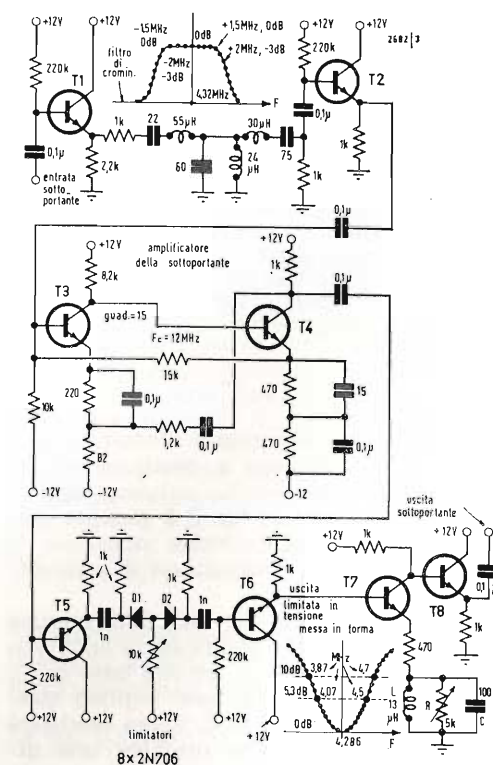 +12V
+12V
-1,5MHz
0dB
0dB
+1,5MHz, 0dB
+2MHz, -3dB
-2MHz
-3dB
4,32MHz
F
filtro
di
cromin.
+12V
+12V
2682/3
T1
T2
220k
220k
0,1µ
1k
22
55µH
30µH
75
0,1µ
2,2k
60
24
µH
1k
1k
entrata
sotto_
portante
0,1µ
+12V
amplificatore
della sottoportante
+12V
1k
0,1µ
8,2k
T3
guad.=15
T4
Fc=12MHz
15k
10k
220
0,1µ
470
15
1,2k
0,1µ
82
470
0,1µ
-12V
-12V
-12
uscita
sottoportante
1k
+12V
+12V
1k
1k
1k
T5
1n
D1
D2
1n
T6
uscita
limitata in
tensione
messa in forma
T7
T8
0,1
1k
220k
10k
220k
470
10dB
3,87
MHz
4,7
5,3dB
4,07
4,5
0dB
4,286
F
L
13
µH
R
5k
100
C
+12V
+12V
+12V
+12V
+12V
limitatori
8x2N706